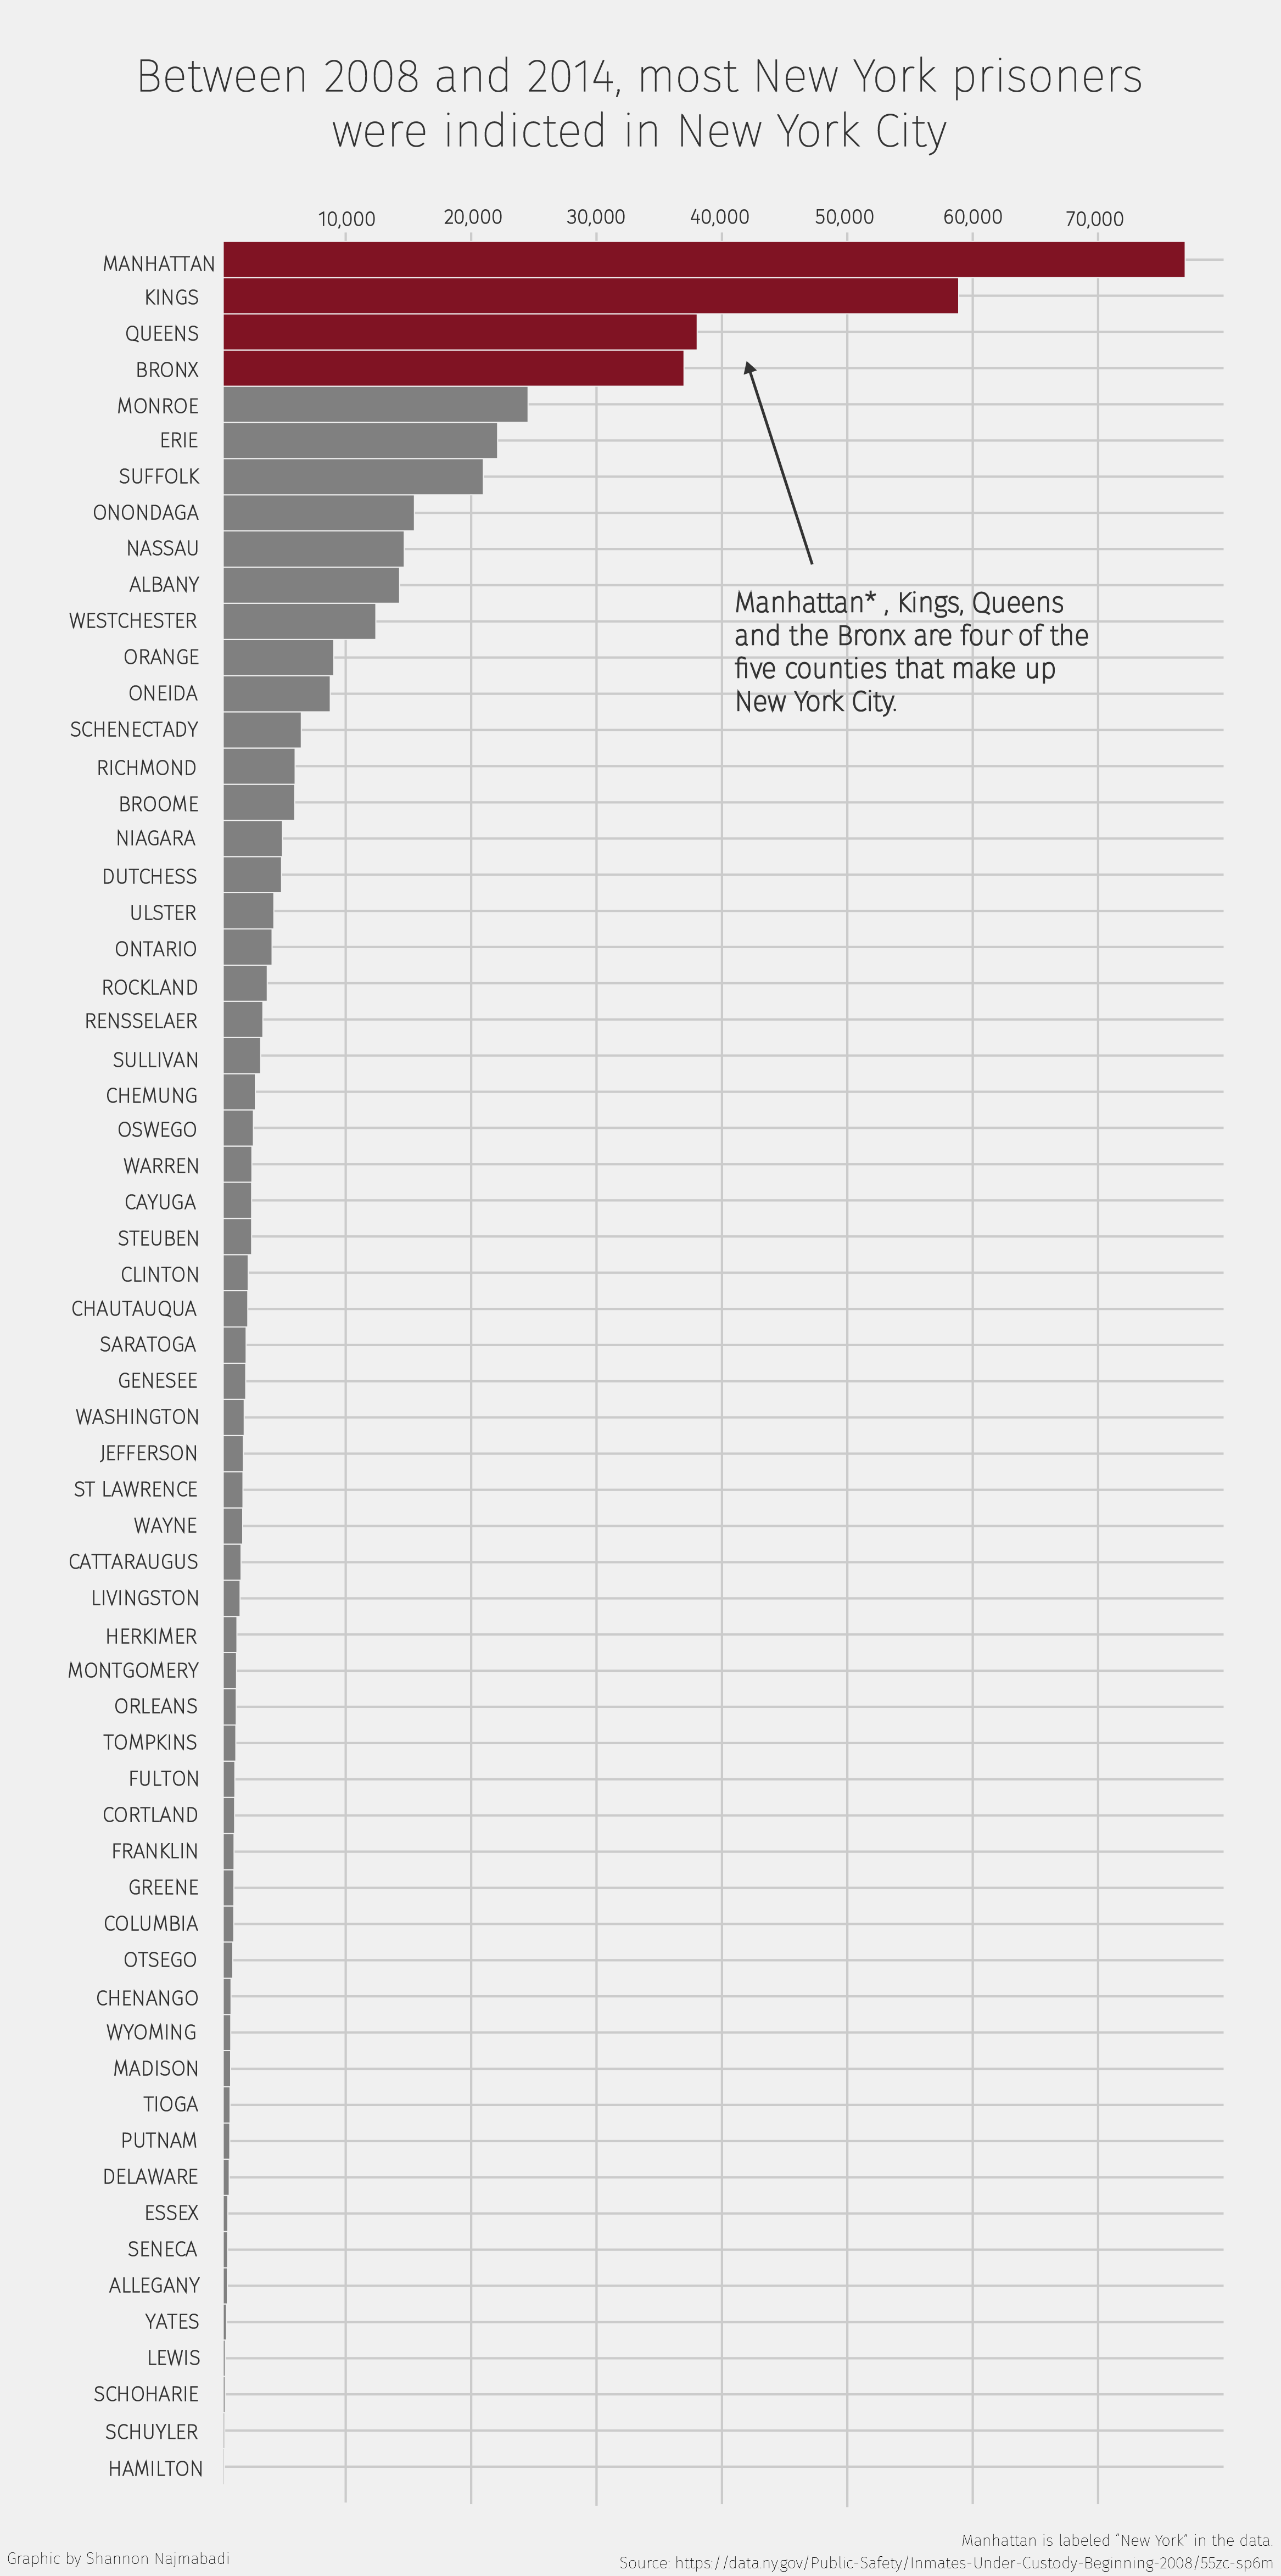 Between 2008 and 2014, most New York prisoners
were indicted in New York City
10,000 20,000 30,000 40,000 50,000 60,000 70,000
MANHATTAN
KINGS
QUEENS
BRONX
MONROE
ERIE
SUFFOLK
ONONDAGA
NASSAU
ALBANY
Manhattan* , Kings, Queens
and the Bronx are four of the
five counties that make up
New York City.
WESTCHESTER
ORANGE
ONEIDA
SCHENECTADY
RICHMOND
BROOME
NIAGARA
DUTCHESS
ULSTER
ONTARIO
ROCKLAND
RENSSELAER
SULLIVAN
CHEMUNG
OSWEGO
WARREN
CAYUGA
STEUBEN
CLINTON
CHAUTAUQUA
SARATOGA
GENESEE
WASHINGTON
JEFFERSON
ST LAWRENCE
WAYNE
CATTARAUGUS
LIVINGSTON
HERKIMER
MONTGOMERY
ORLEANS
TOMPKINS
FULTON
CORTLAND
FRANKLIN
GREENE
COLUMBIA
OTSEGO
CHENANGO
WYOMING
MADISON
TIOGA
PUTNAM
DELAWARE
ESSEX
SENECA
ALLEGANY
YATES
LEWIS
SCHOHARIE
SCHUYLER
HAMILTON
Manhattan is labeled "New York" in the data.
Graphic by Shannon Najmabadi
Source: https://data.ny.gov/Public-Safety/Inmates-Under-Custody-Beginning-2008/55zc-sp6m